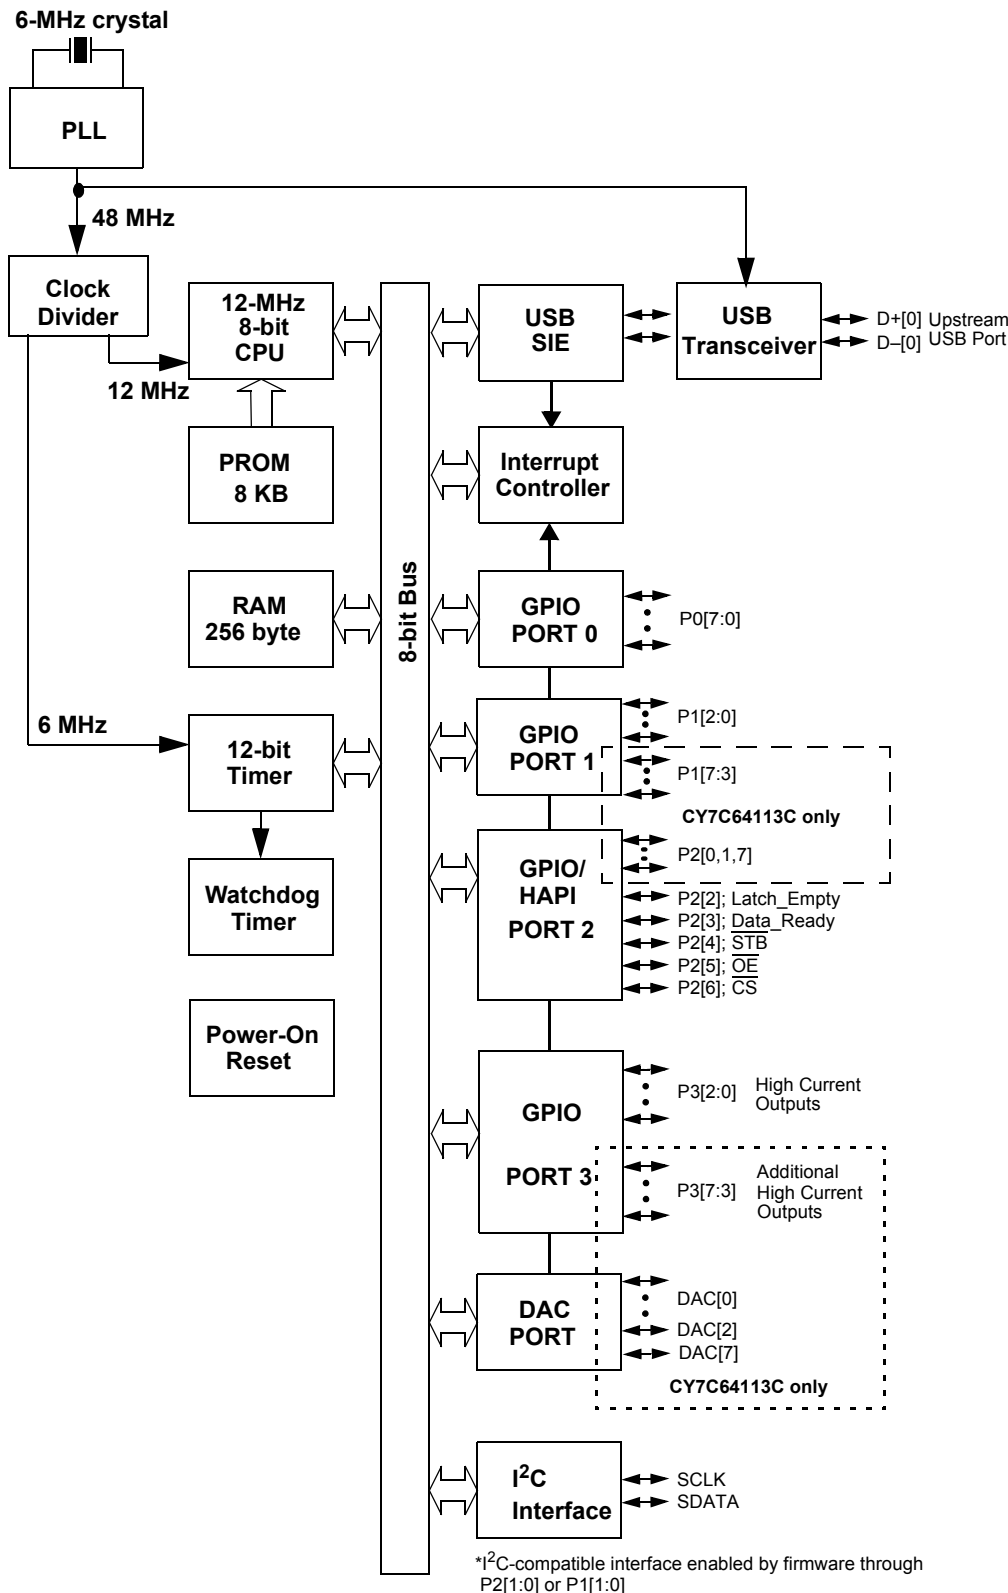 6-MHz crystal
PLL
48 MHz
Clock
Divider
12-MHz
8-bit
CPU
USB
SIE
USB
Transceiver
D+[0] Upstream
D–[0] USB Port
12 MHz
PROM
8 KB
Interrupt
Controller
8-bit Bus
RAM
256 byte
GPIO
PORT 0
P0[7:0]
6 MHz
12-bit
Timer
GPIO
PORT 1
P1[2:0]
P1[7:3]
CY7C64113C only
P2[0,1,7]
Watchdog
Timer
GPIO/
HAPI
PORT 2
P2[2]; Latch_Empty
P2[3]; Data_Ready
P2[4]; STB
P2[5]; OE
P2[6]; CS
Power-On
Reset
GPIO
PORT 3
P3[2:0]
High Current
Outputs
P3[7:3]
Additional
High Current
Outputs
DAC
PORT
DAC[0]
DAC[2]
DAC[7]
CY7C64113C only
I²C
Interface
SCLK
SDATA
*I²C-compatible interface enabled by firmware through
P2[1:0] or P1[1:0]